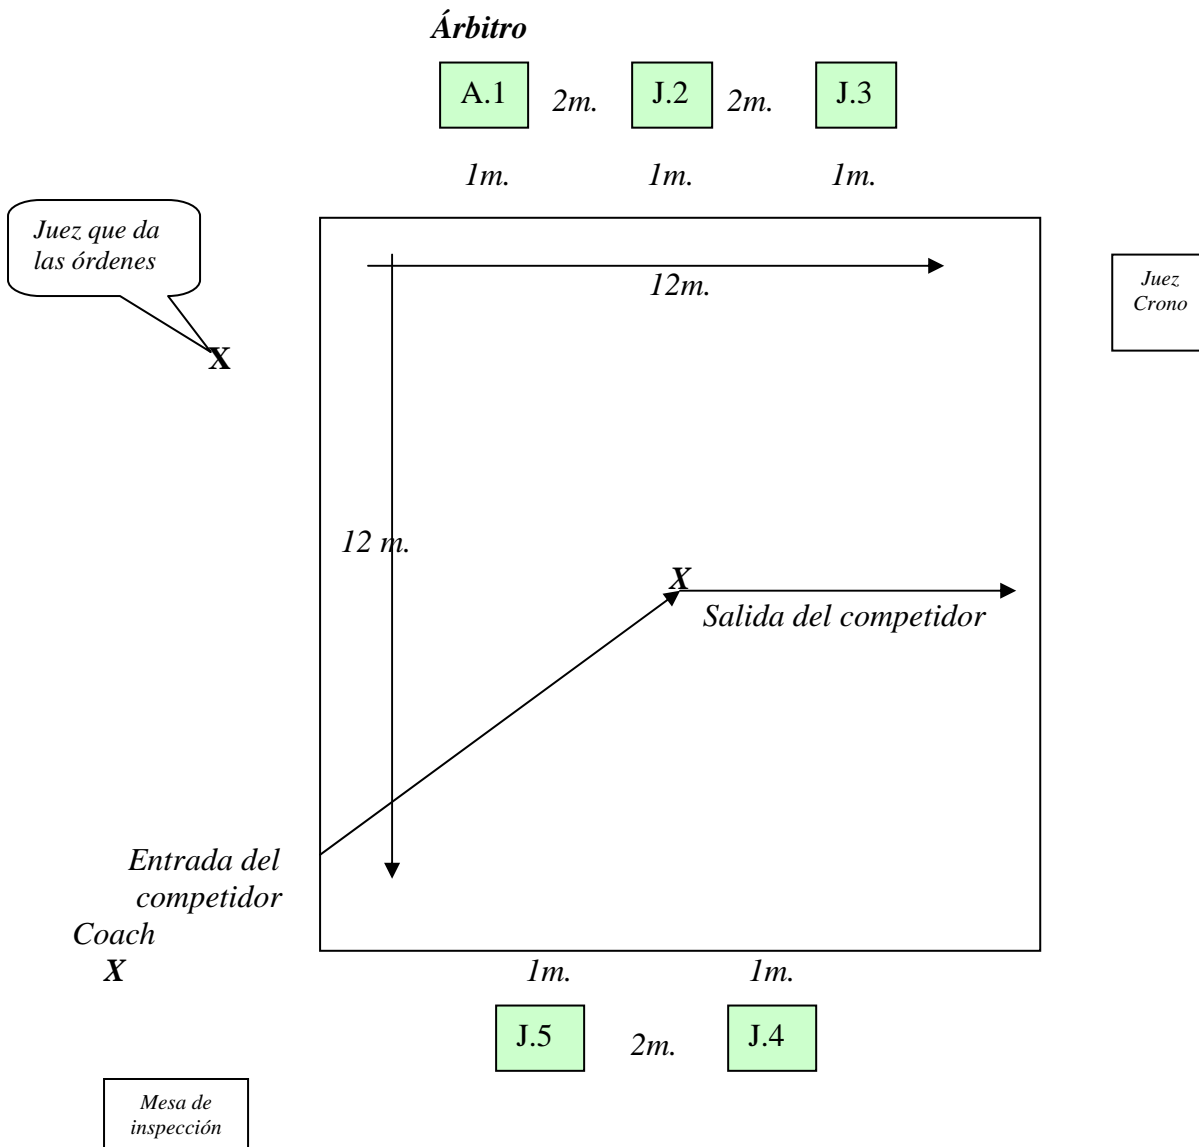 Árbitro
A.1 2m. J.2 2m. J.3
1m. 1m. 1m.
Juez que da
las órdenes
X
12m.
Juez
Crono
12 m.
X
Salida del competidor
Entrada del
competidor
Coach
X
1m. 1m.
J.5 2m. J.4
Mesa de
inspección